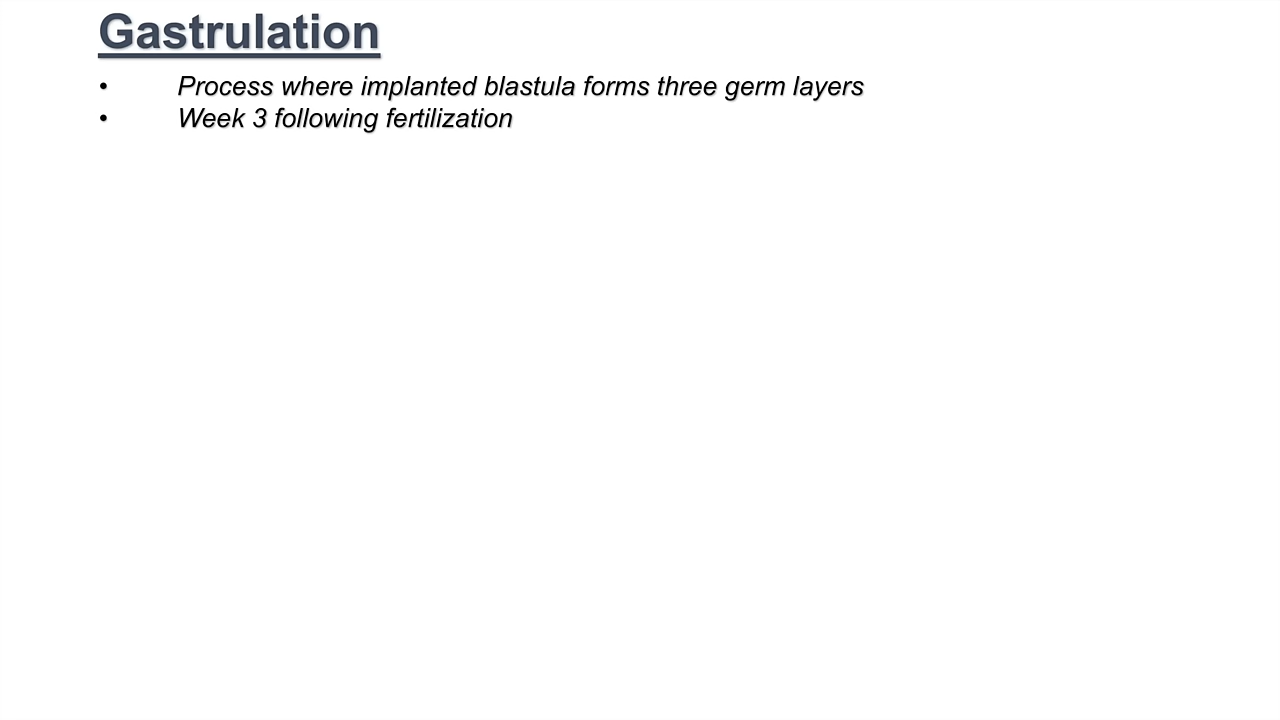 Gastrulation
• Process where implanted blastula forms three germ layers
• Week 3 following fertilization